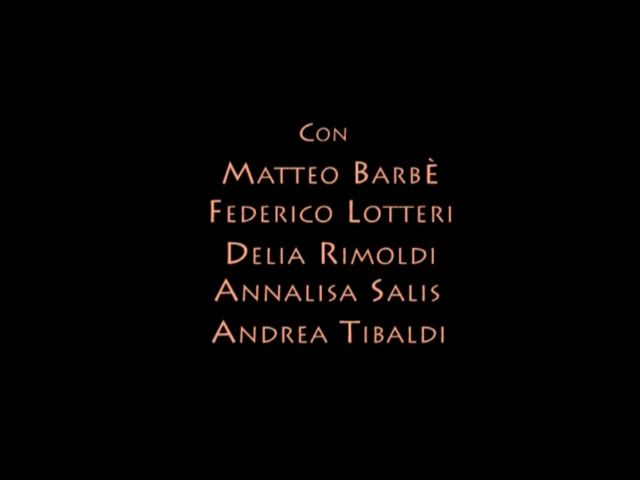 Con
Matteo Barbè
Federico Lotteri
Delia Rimoldi
Annalisa Salis
Andrea Tibaldi